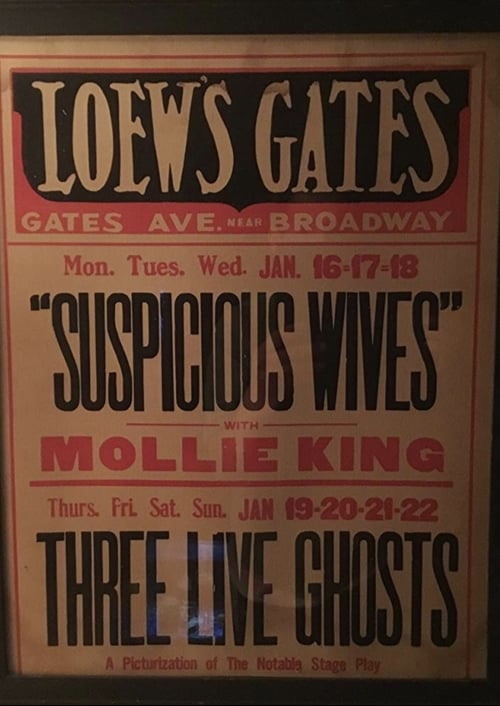 LOEW'S GATES
GATES AVE. NEAR BROADWAY
Mon. Tues. Wed. JAN. 16-17-18
"SUSPICIOUS WIVES"
WITH
MOLLIE KING
Thurs. Fri. Sat. Sun. JAN 19-20-21-22
THREE LIVE GHOSTS
A Picturization of The Notable Stage Play